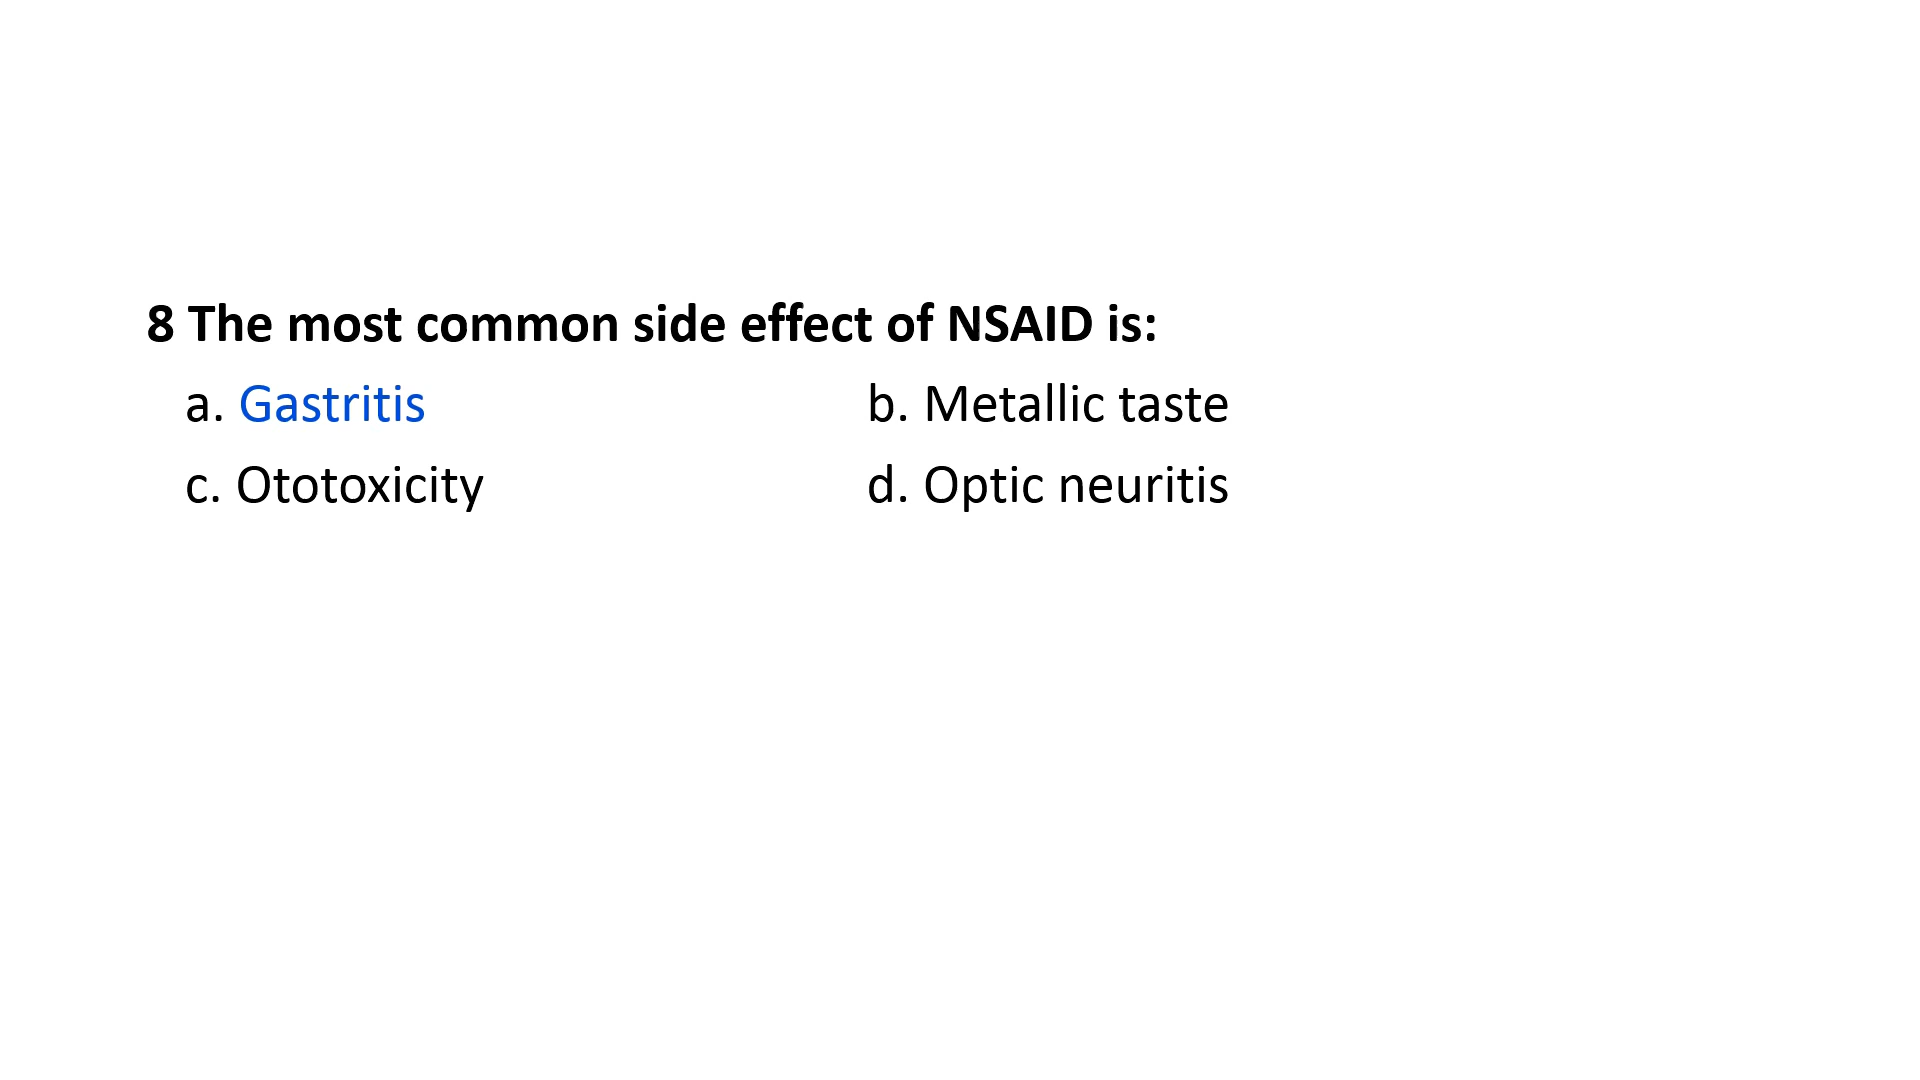 8 The most common side effect of NSAID is:
a. Gastritis b. Metallic taste
c. Ototoxicity d. Optic neuritis